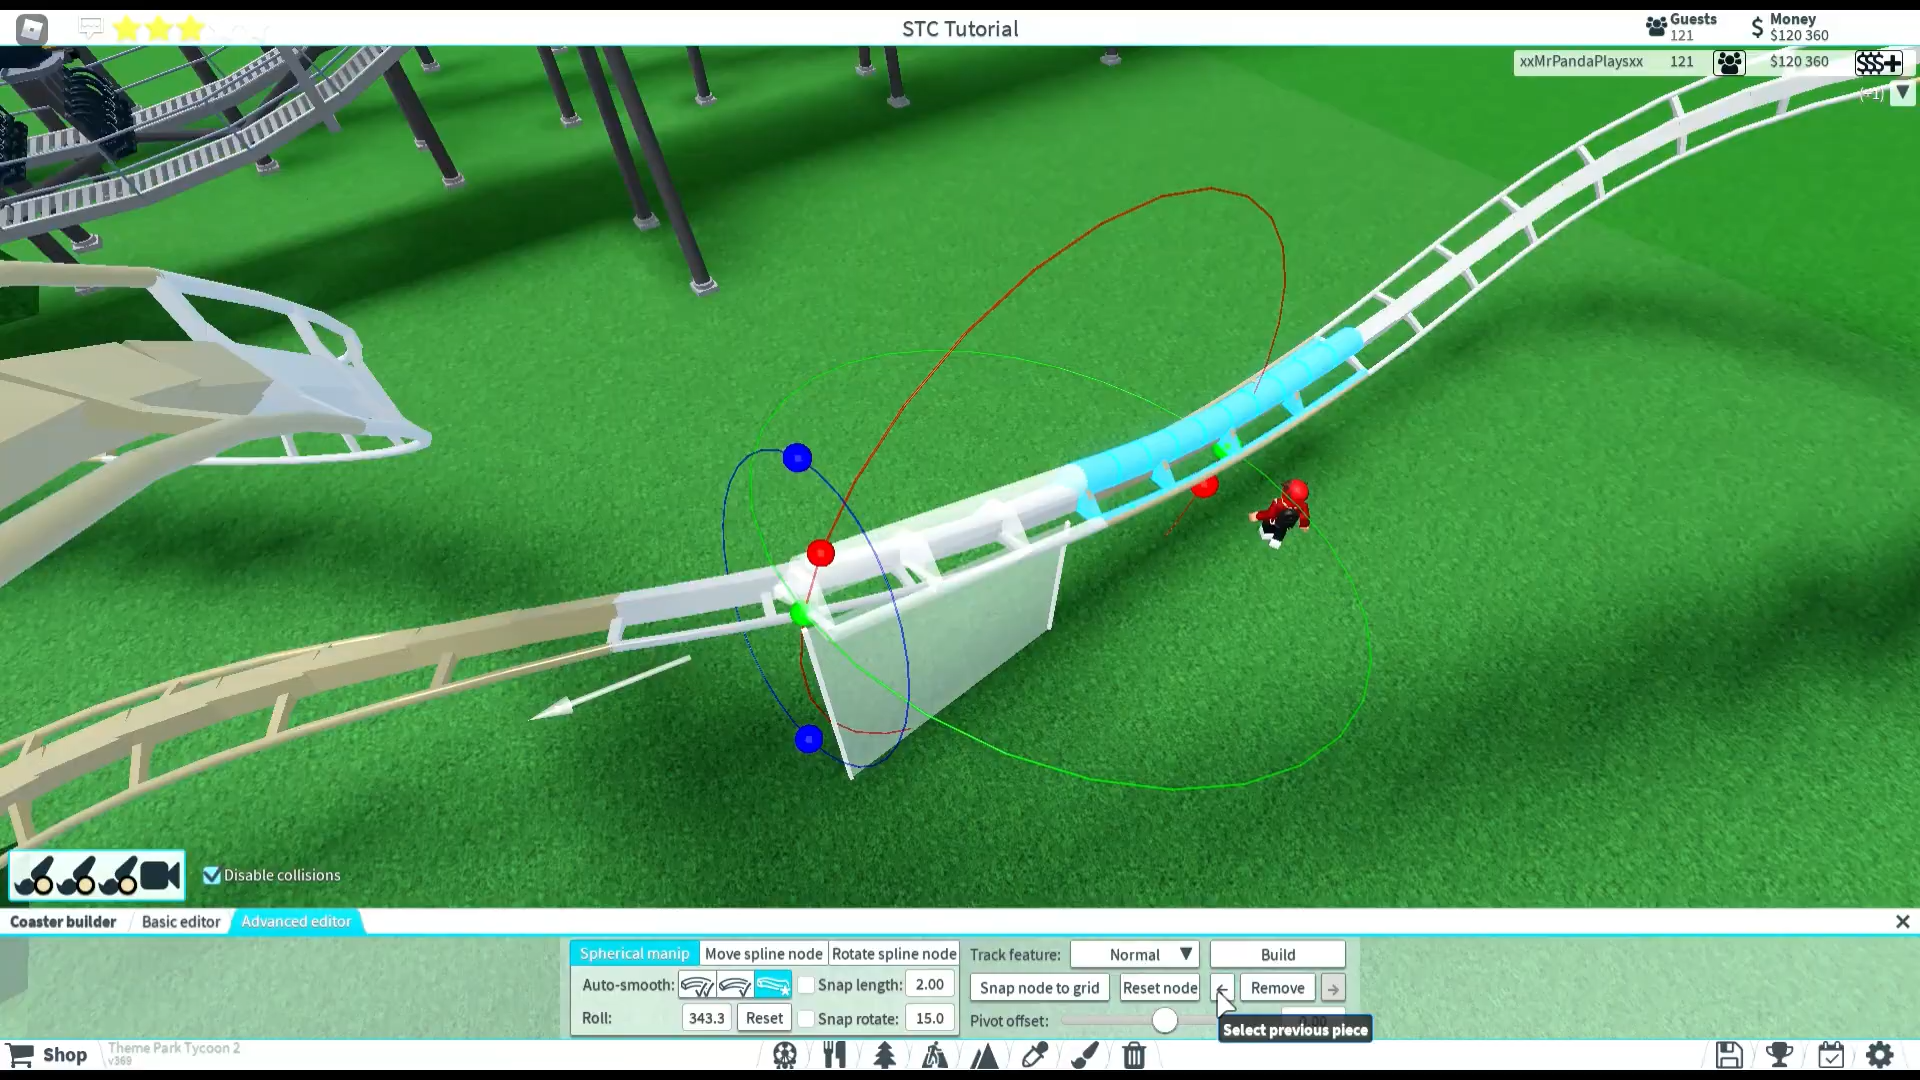 STC Tutorial
Guests
121
Money
$120 360
xxMrPandaPlaysxx 121 $120 360
(+1)
Disable collisions
Coaster builder Basic editor Advanced editor
Spherical manip Move spline node Rotate spline node Track feature: Normal Build
Auto-smooth: Snap length: 2.00 Snap node to grid Reset node Remove
Roll: 343.3 Reset Snap rotate: 15.0 Pivot offset:
Select previous piece
Shop
Theme Park Tycoon 2
v369